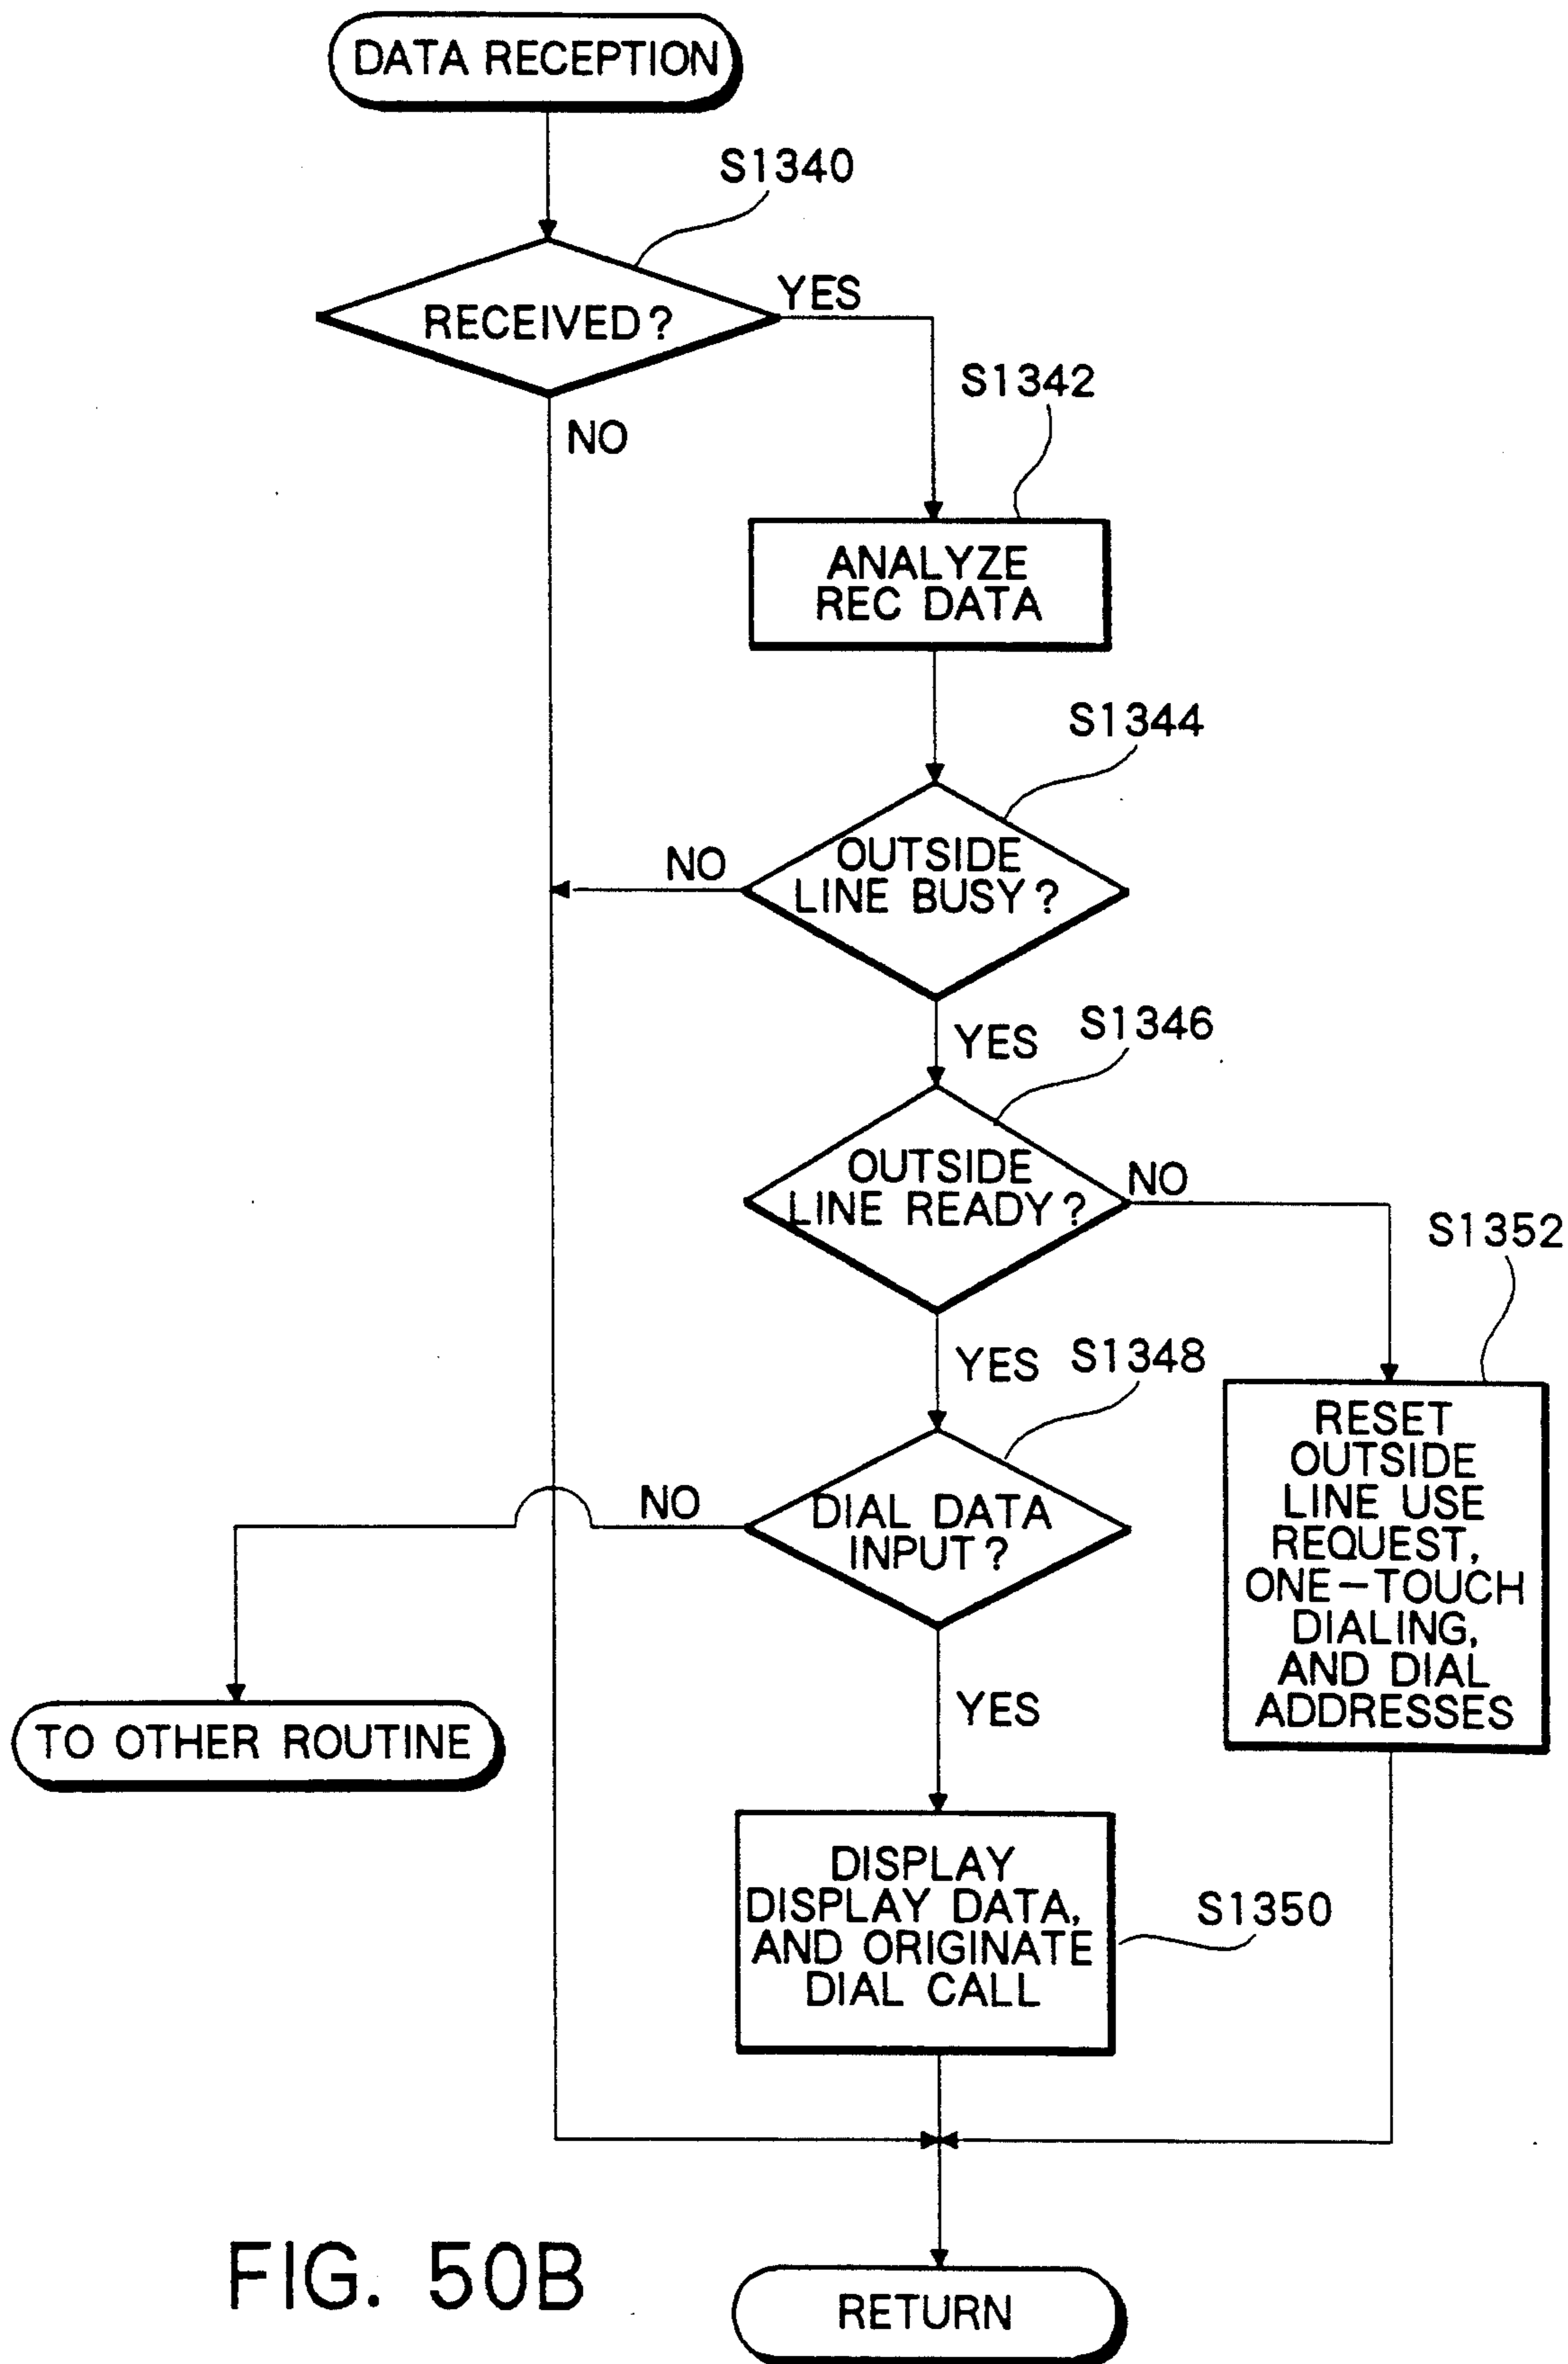 DATA RECEPTION
S1340
RECEIVED?
YES
NO
S1342
ANALYZE
REC DATA
S1344
OUTSIDE
LINE BUSY?
NO
YES
S1346
OUTSIDE
LINE READY?
NO
S1352
YES
S1348
RESET
OUTSIDE
LINE USE
REQUEST,
ONE-TOUCH
DIALING,
AND DIAL
ADDRESSES
DIAL DATA
INPUT?
NO
TO OTHER ROUTINE
YES
DISPLAY
DISPLAY DATA,
AND ORIGINATE
DIAL CALL
S1350
RETURN
FIG. 50B